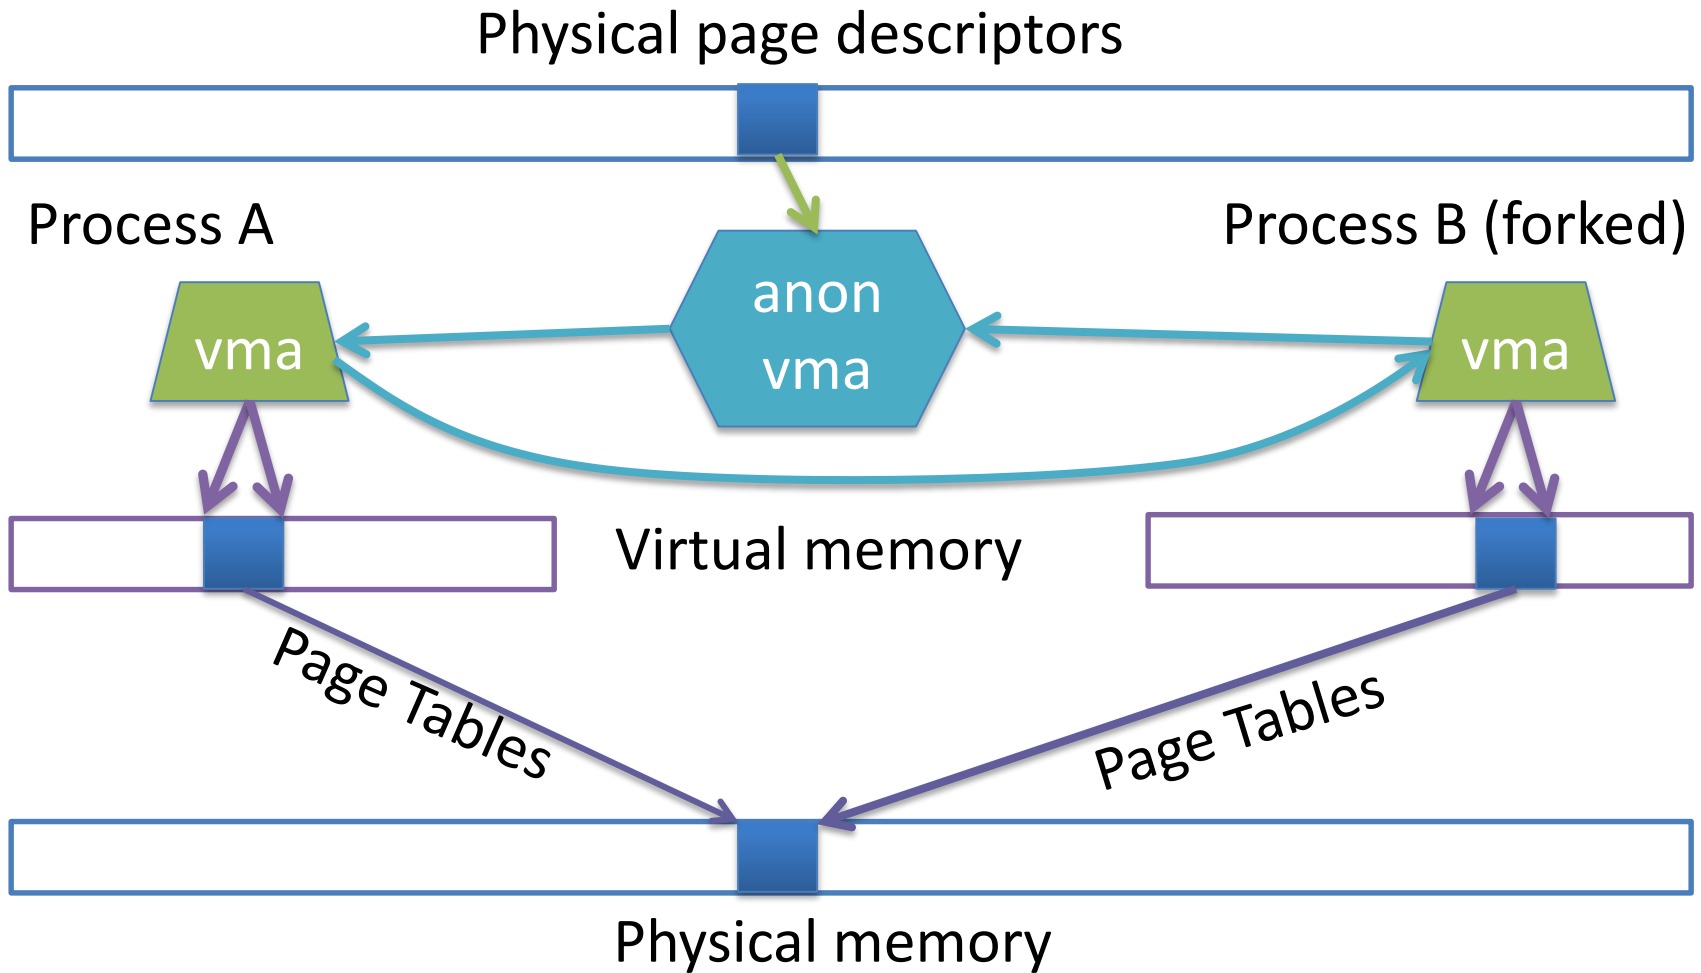 Physical page descriptors
Process A
Process B (forked)
anon
vma
vma
vma
Virtual memory
Page Tables
Page Tables
Physical memory